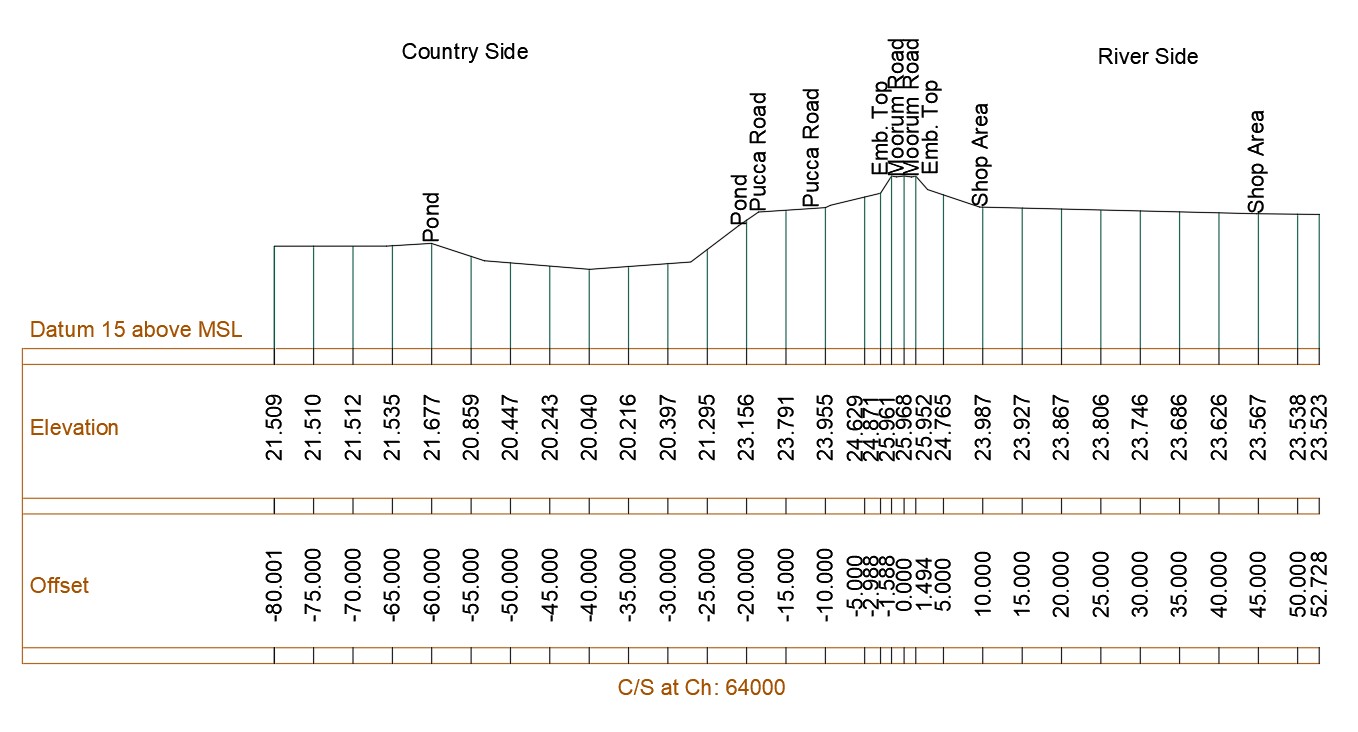 Country Side
River Side
Pond
Pond
Pucca Road
Pucca Road
Emb. Top
Moorum Road
Moorum Road
Emb. Top
Shop Area
Shop Area
Datum 15 above MSL
Elevation
21.509 21.510 21.512 21.535 21.677 20.859 20.447 20.243 20.040 20.216 20.397 21.295 23.156 23.791 23.955 24.629 24.871 25.961 25.968 25.952 24.765 23.987 23.927 23.867 23.806 23.746 23.686 23.626 23.567 23.538 23.523
Offset
-80.001 -75.000 -70.000 -65.000 -60.000 -55.000 -50.000 -45.000 -40.000 -35.000 -30.000 -25.000 -20.000 -15.000 -10.000 -5.000 -2.988 -1.588 0.000 1.494 5.000 10.000 15.000 20.000 25.000 30.000 35.000 40.000 45.000 50.000 52.728
C/S at Ch: 64000